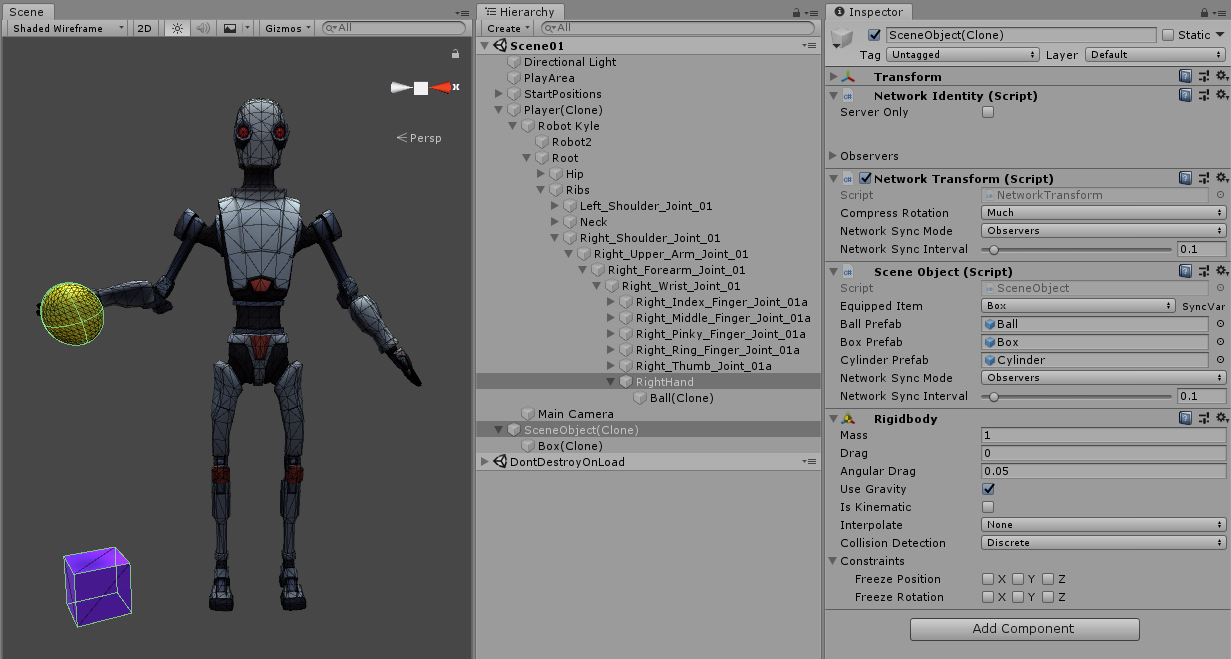 Scene
Shaded Wireframe 2D Gizmos All
Persp
x
Hierarchy
Create All
Scene01
Directional Light
PlayArea
StartPositions
Player(Clone)
Robot Kyle
Robot2
Root
Hip
Ribs
Left_Shoulder_Joint_01
Neck
Right_Shoulder_Joint_01
Right_Upper_Arm_Joint_01
Right_Forearm_Joint_01
Right_Wrist_Joint_01
Right_Index_Finger_Joint_01a
Right_Middle_Finger_Joint_01a
Right_Pinky_Finger_Joint_01a
Right_Ring_Finger_Joint_01a
Right_Thumb_Joint_01a
RightHand
Ball(Clone)
Main Camera
SceneObject(Clone)
Box(Clone)
DontDestroyOnLoad
Inspector
SceneObject(Clone) Static
Tag Untagged Layer Default
Transform
Network Identity (Script)
Server Only
Observers
Network Transform (Script)
Script NetworkTransform
Compress Rotation Much
Network Sync Mode Observers
Network Sync Interval 0.1
Scene Object (Script)
Script SceneObject
Equipped Item Box SyncVar
Ball Prefab Ball
Box Prefab Box
Cylinder Prefab Cylinder
Network Sync Mode Observers
Network Sync Interval 0.1
Rigidbody
Mass 1
Drag 0
Angular Drag 0.05
Use Gravity
Is Kinematic
Interpolate None
Collision Detection Discrete
Constraints
Freeze Position X Y Z
Freeze Rotation X Y Z
Add Component